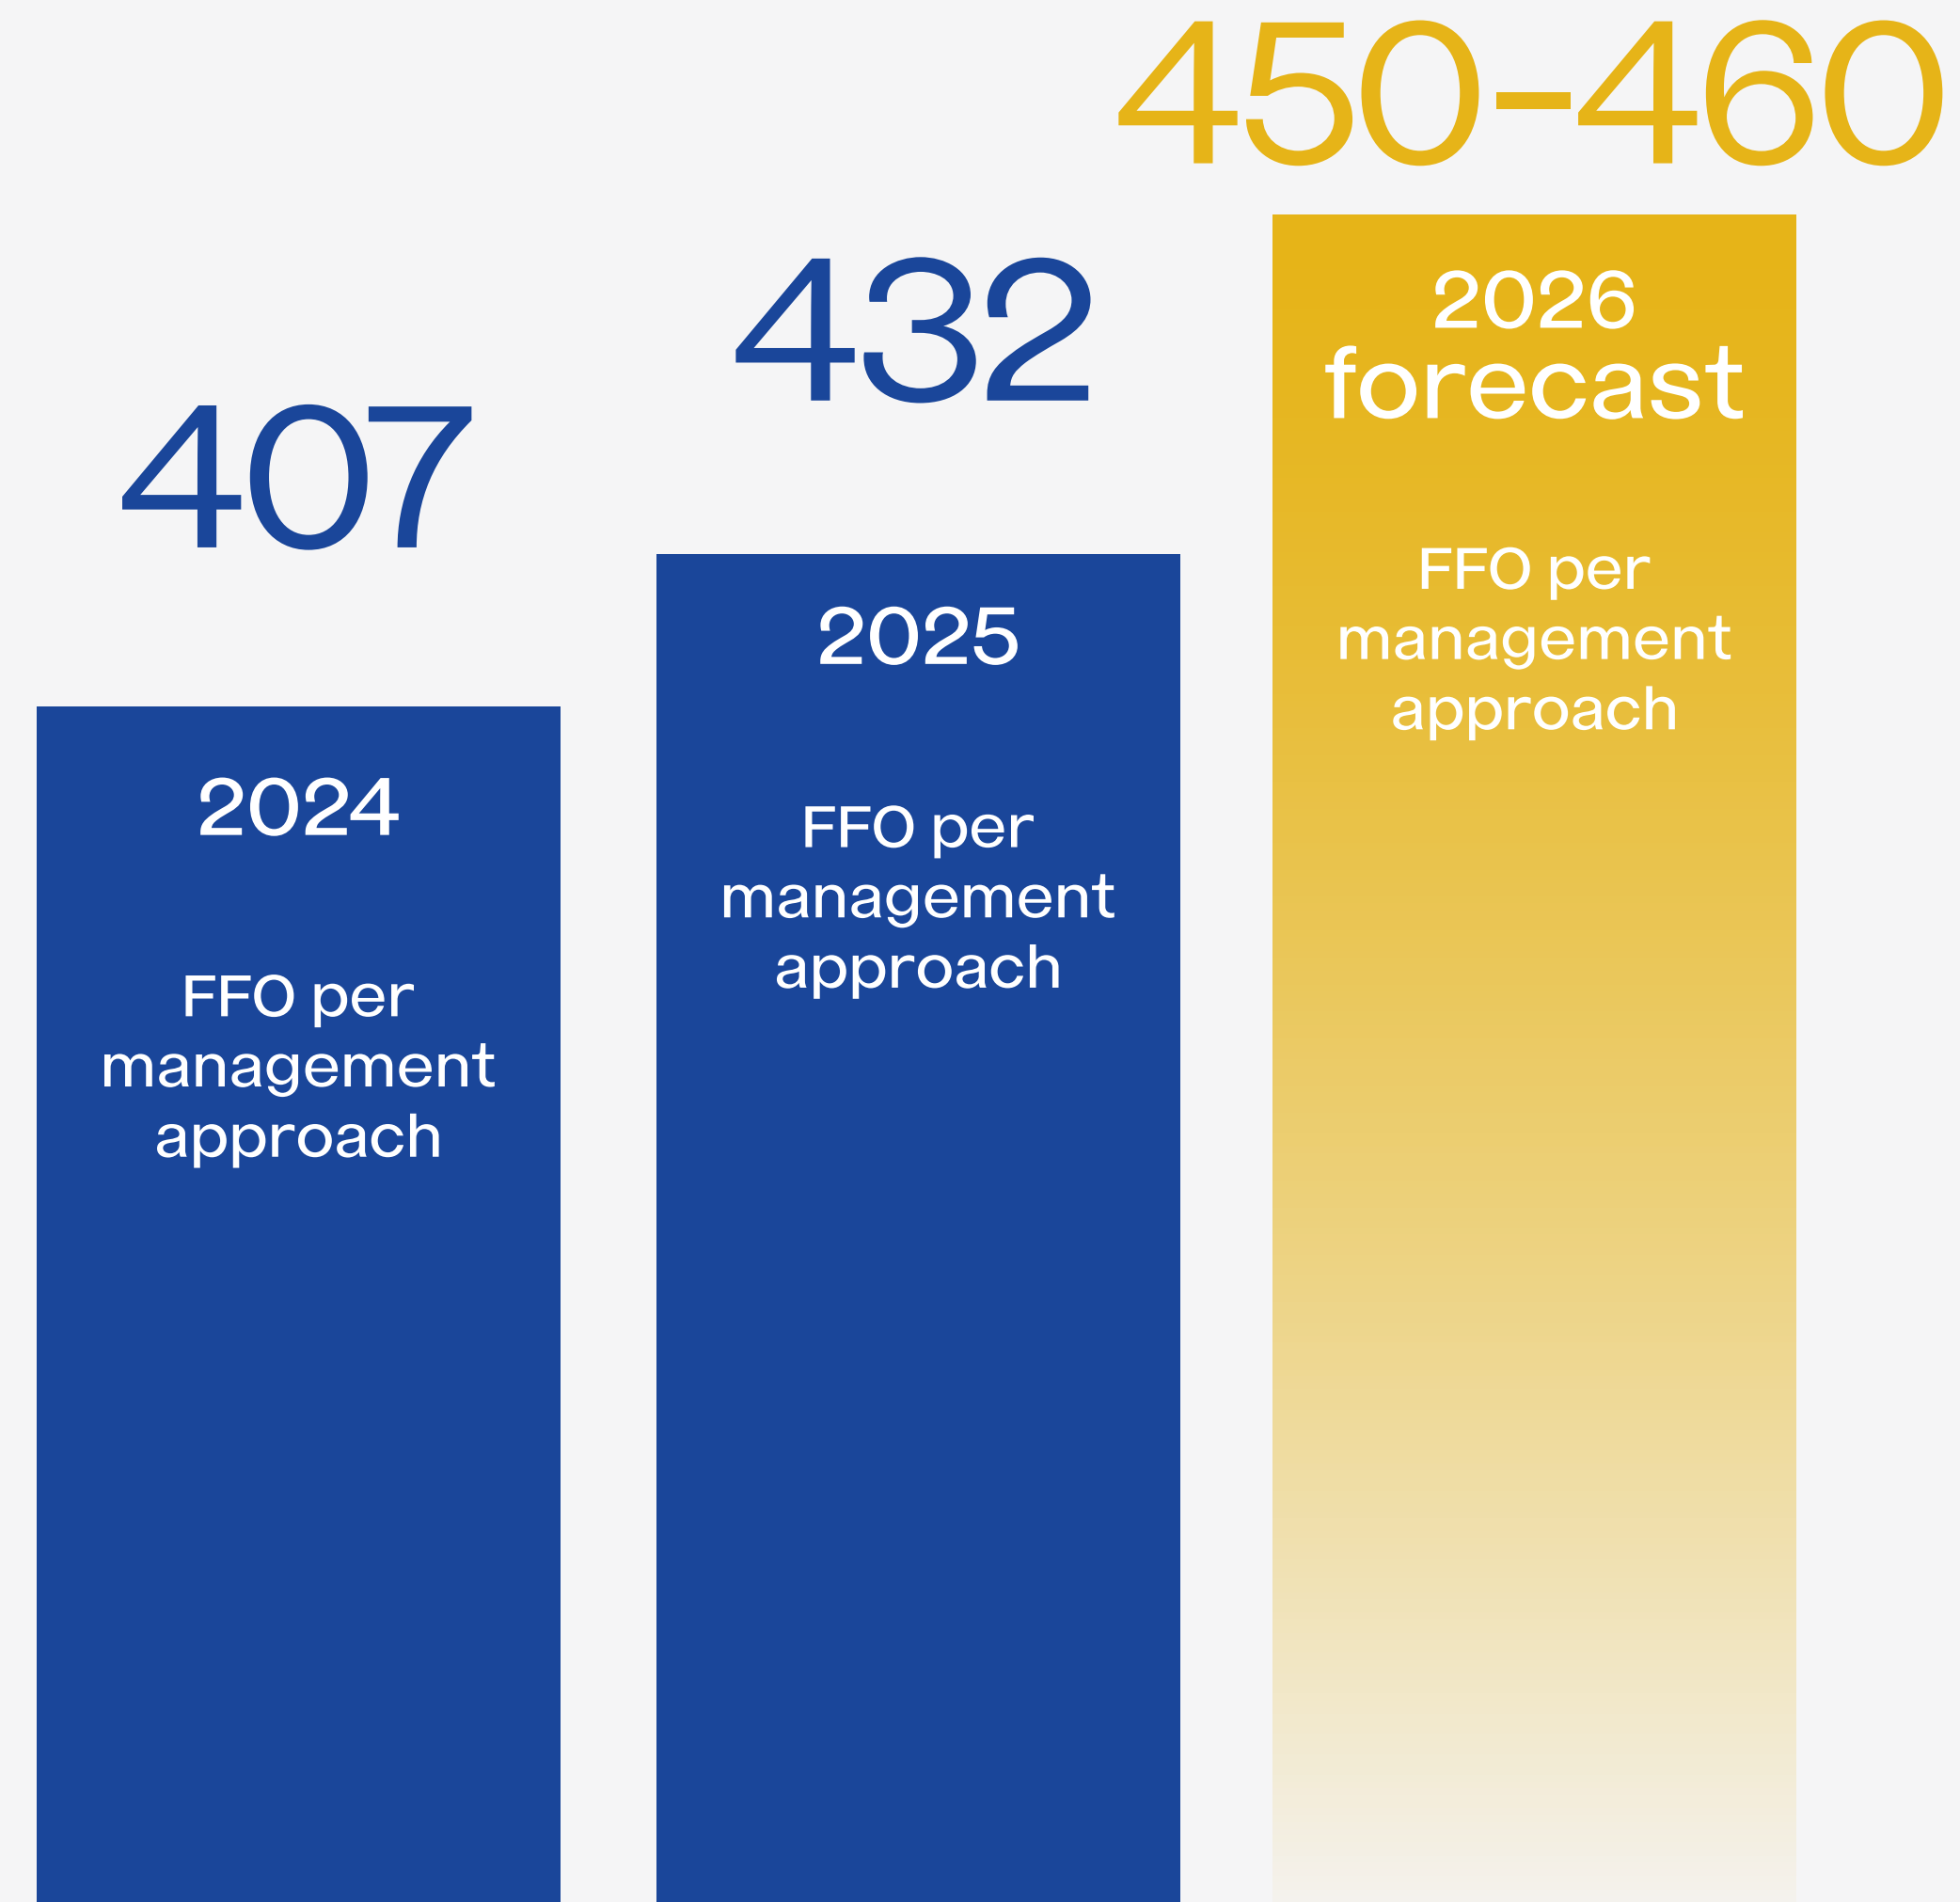 407
2024
FFO per
management
approach
432
2025
FFO per
management
approach
450-460
2026
forecast
FFO per
management
approach